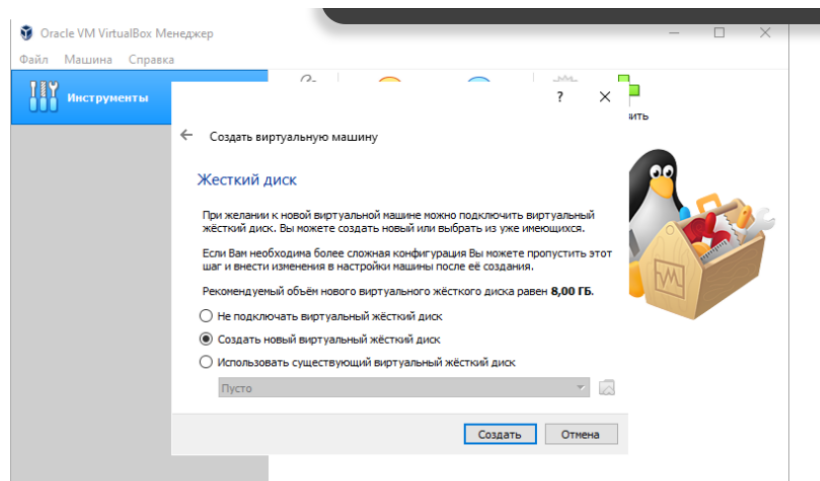 Oracle VM VirtualBox Менеджер
Файл Машина Справка
Инструменты
?
ить
Создать виртуальную машину
Жесткий диск
При желании к новой виртуальной машине можно подключить виртуальный
жёсткий диск. Вы можете создать новый или выбрать из уже имеющихся.
Если Вам необходима более сложная конфигурация Вы можете пропустить этот
шаг и внести изменения в настройки машины после её создания.
Рекомендуемый объём нового виртуального жёсткого диска равен 8,00 ГБ.
Не подключать виртуальный жёсткий диск
Создать новый виртуальный жёсткий диск
Использовать существующий виртуальный жёсткий диск
Пусто
Создать Отмена